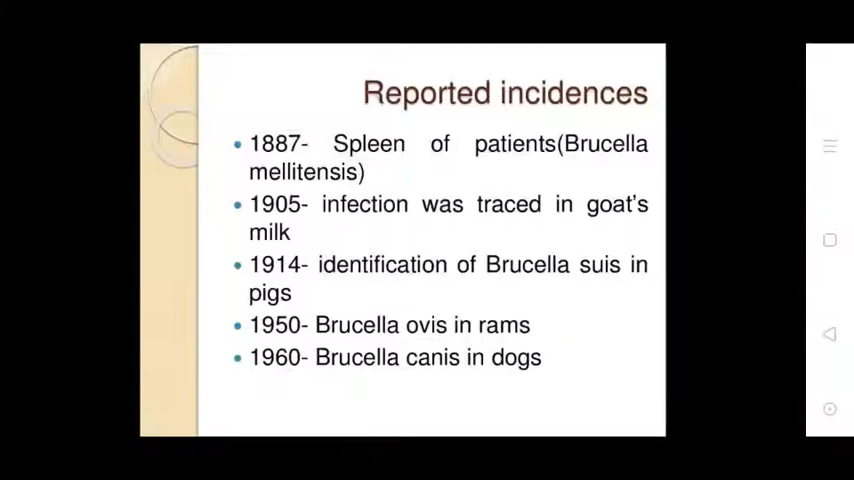 Reported incidences
• 1887- Spleen of patients(Brucella
mellitensis)
• 1905- infection was traced in goat's
milk
• 1914- identification of Brucella suis in
pigs
• 1950- Brucella ovis in rams
• 1960- Brucella canis in dogs